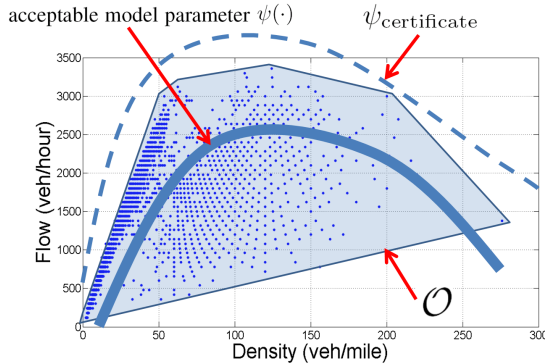 acceptable model parameter ψ(·)
ψcertificate
3500
3000
2500
2000
1500
1000
500
0
Flow (veh/hour)
0 50 100 150 200 250 300
Density (veh/mile)
𝒪